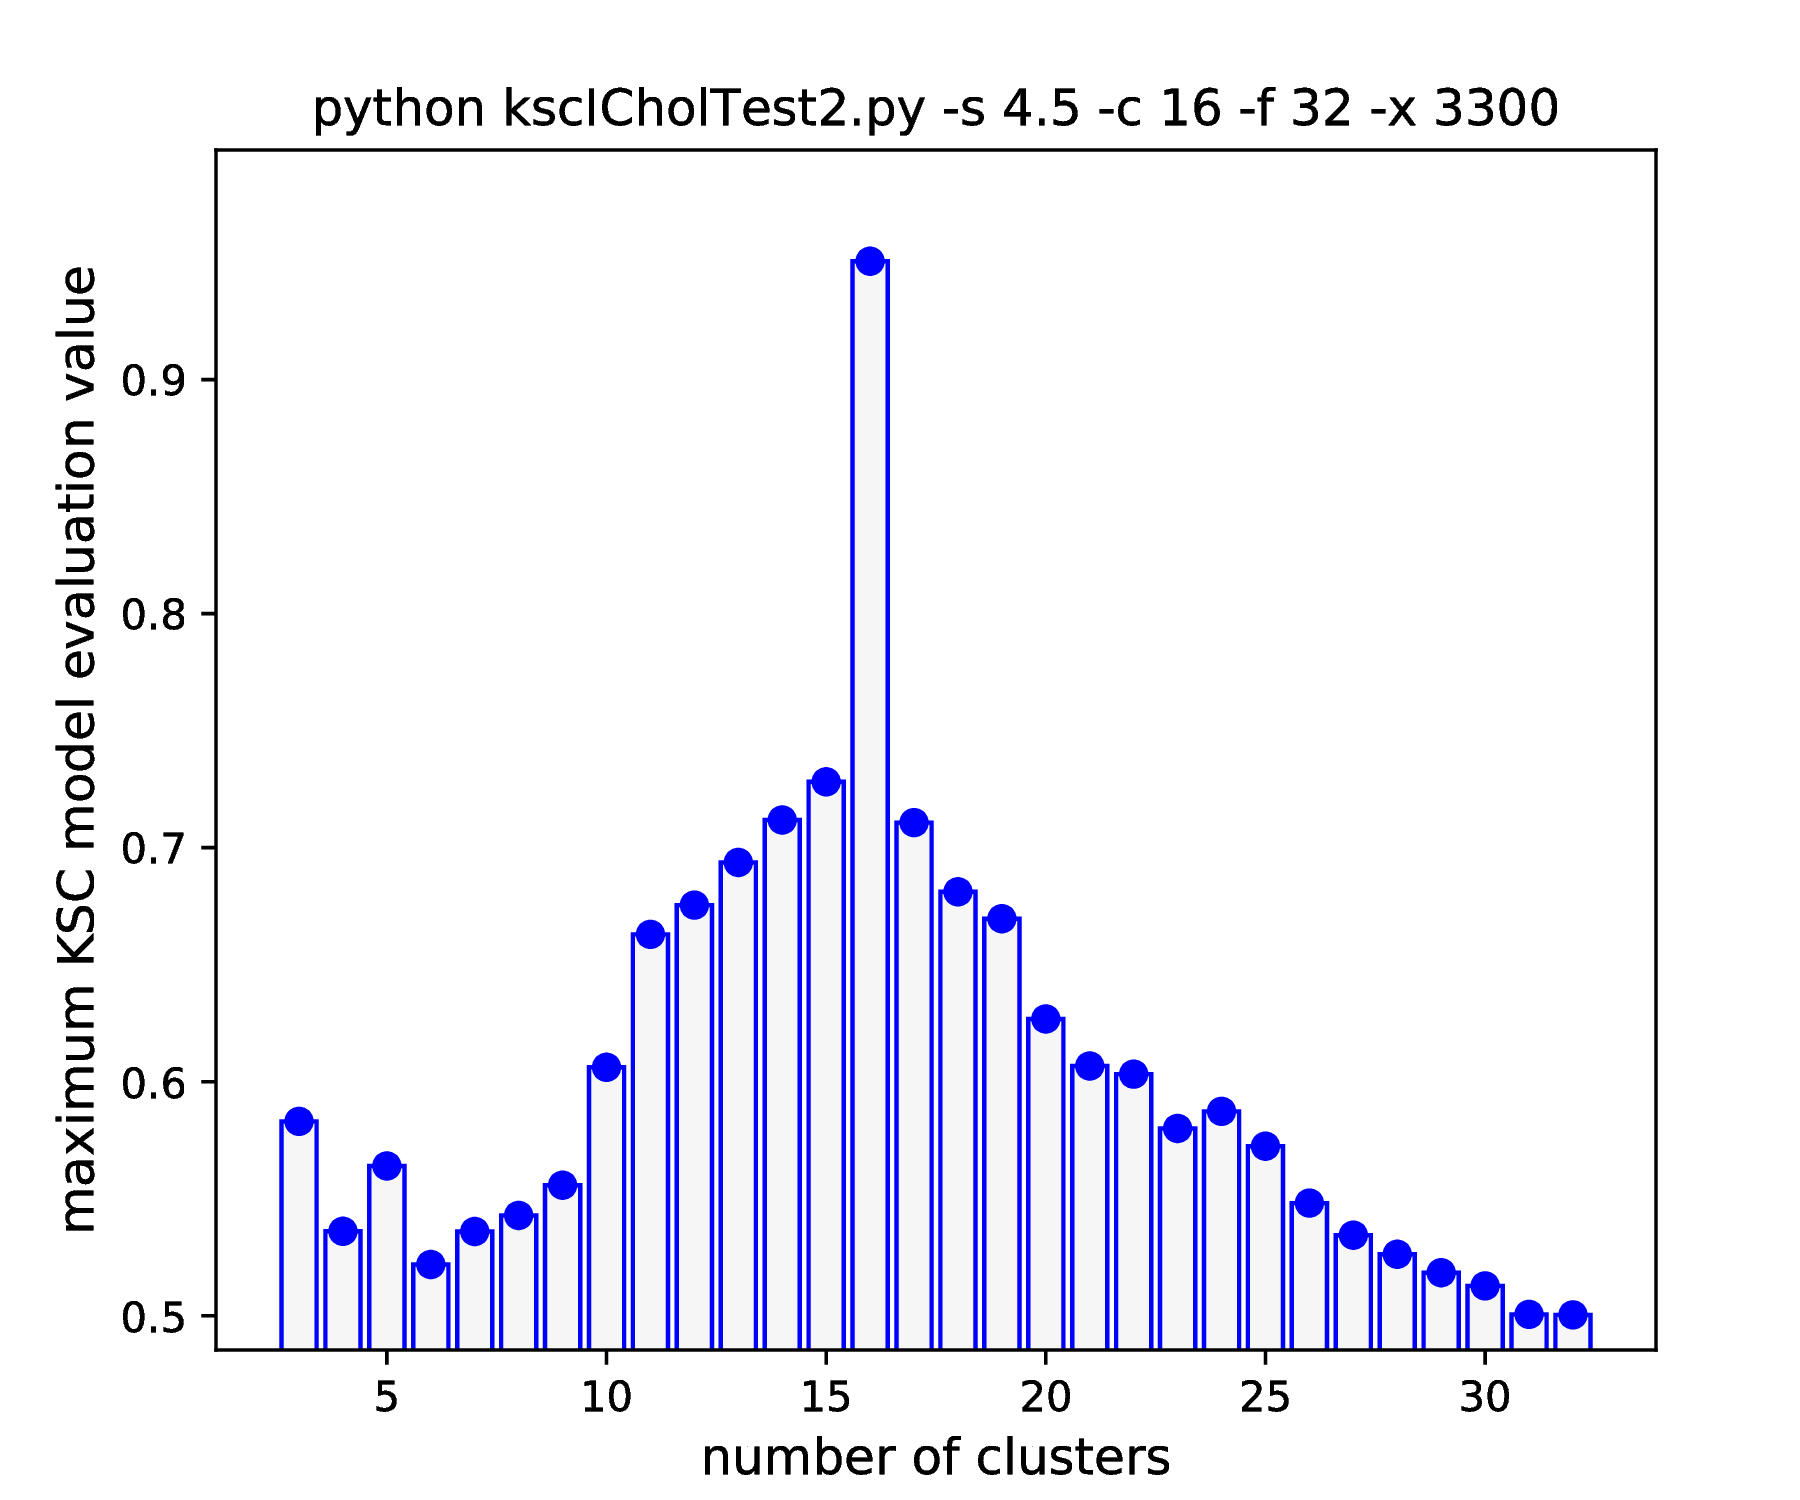 python kscICholTest2.py -s 4.5 -c 16 -f 32 -x 3300
maximum KSC model evaluation value
0.9
0.8
0.7
0.6
0.5
5 10 15 20 25 30
number of clusters